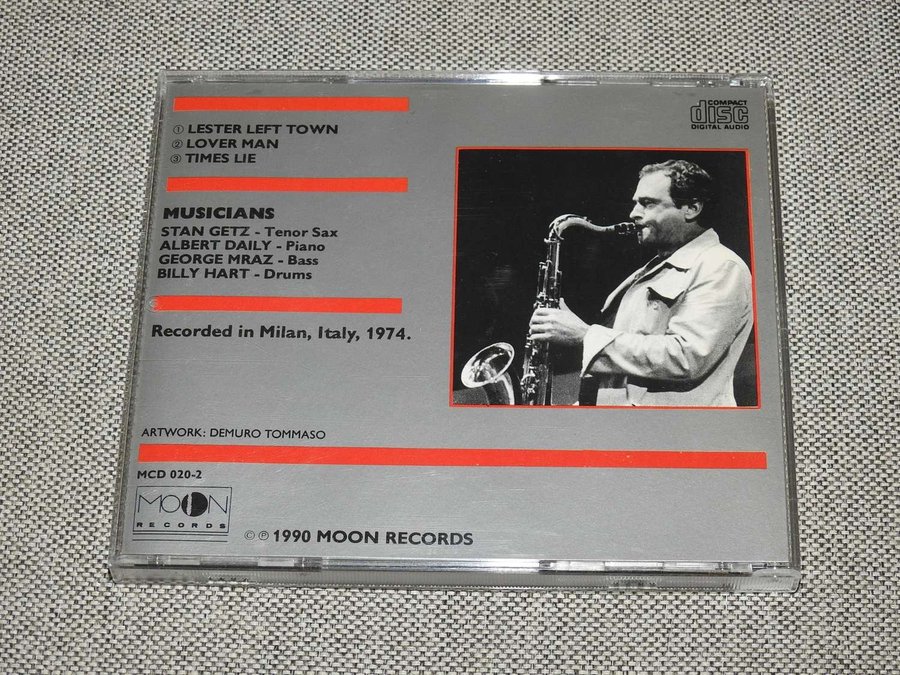 COMPACT
disc
DIGITAL AUDIO
① LESTER LEFT TOWN
② LOVER MAN
③ TIMES LIE
MUSICIANS
STAN GETZ - Tenor Sax
ALBERT DAILY - Piano
GEORGE MRAZ - Bass
BILLY HART - Drums
Recorded in Milan, Italy, 1974.
ARTWORK: DEMURO TOMMASO
MCD 020-2
MOON
RECORDS
© ℗ 1990 MOON RECORDS